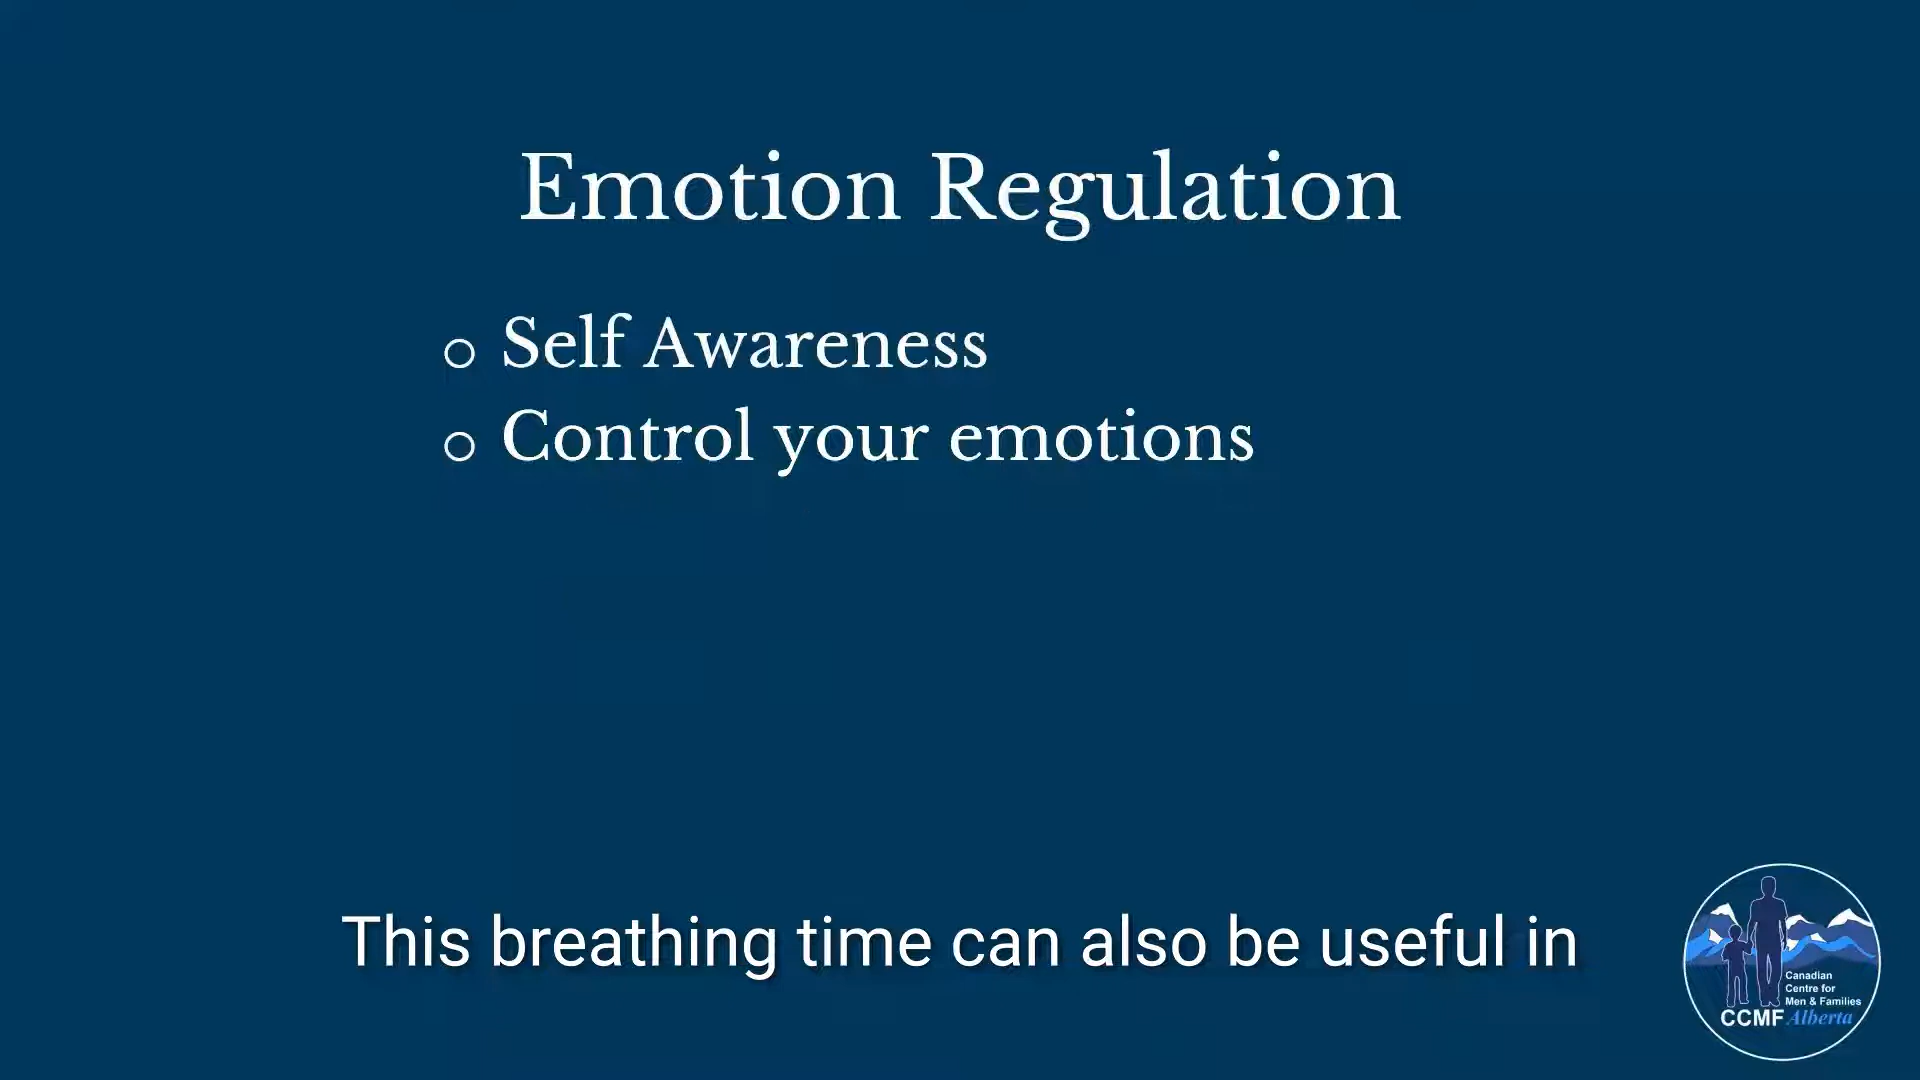 Emotion Regulation
Self Awareness
Control your emotions
This breathing time can also be useful in
Canadian
Centre for
Men & Families
CCMF Alberta